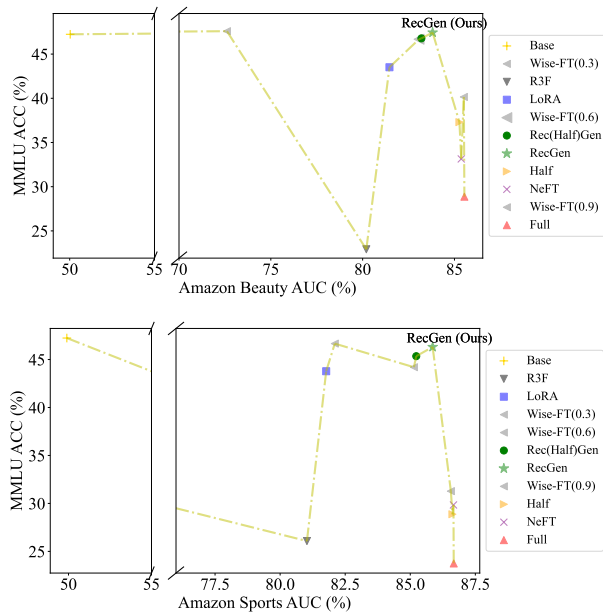 RecGen (Ours)
MMLU ACC (%)
45
40
35
30
25
50
55
70
75
80
85
Amazon Beauty AUC (%)
Base
Wise-FT(0.3)
R3F
LoRA
Wise-FT(0.6)
Rec(Half)Gen
RecGen
Half
NeFT
Wise-FT(0.9)
Full
RecGen (Ours)
MMLU ACC (%)
45
40
35
30
25
50
55
77.5
80.0
82.5
85.0
87.5
Amazon Sports AUC (%)
Base
R3F
LoRA
Wise-FT(0.3)
Wise-FT(0.6)
Rec(Half)Gen
RecGen
Wise-FT(0.9)
Half
NeFT
Full